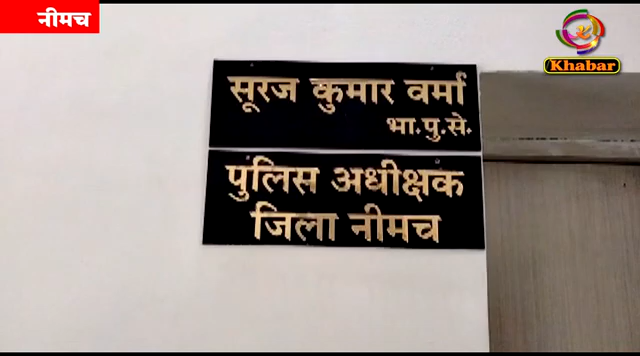 नीमच
Khabar
सूरज कुमार वर्मा
भा.पु.से.
पुलिस अधीक्षक
जिला नीमच